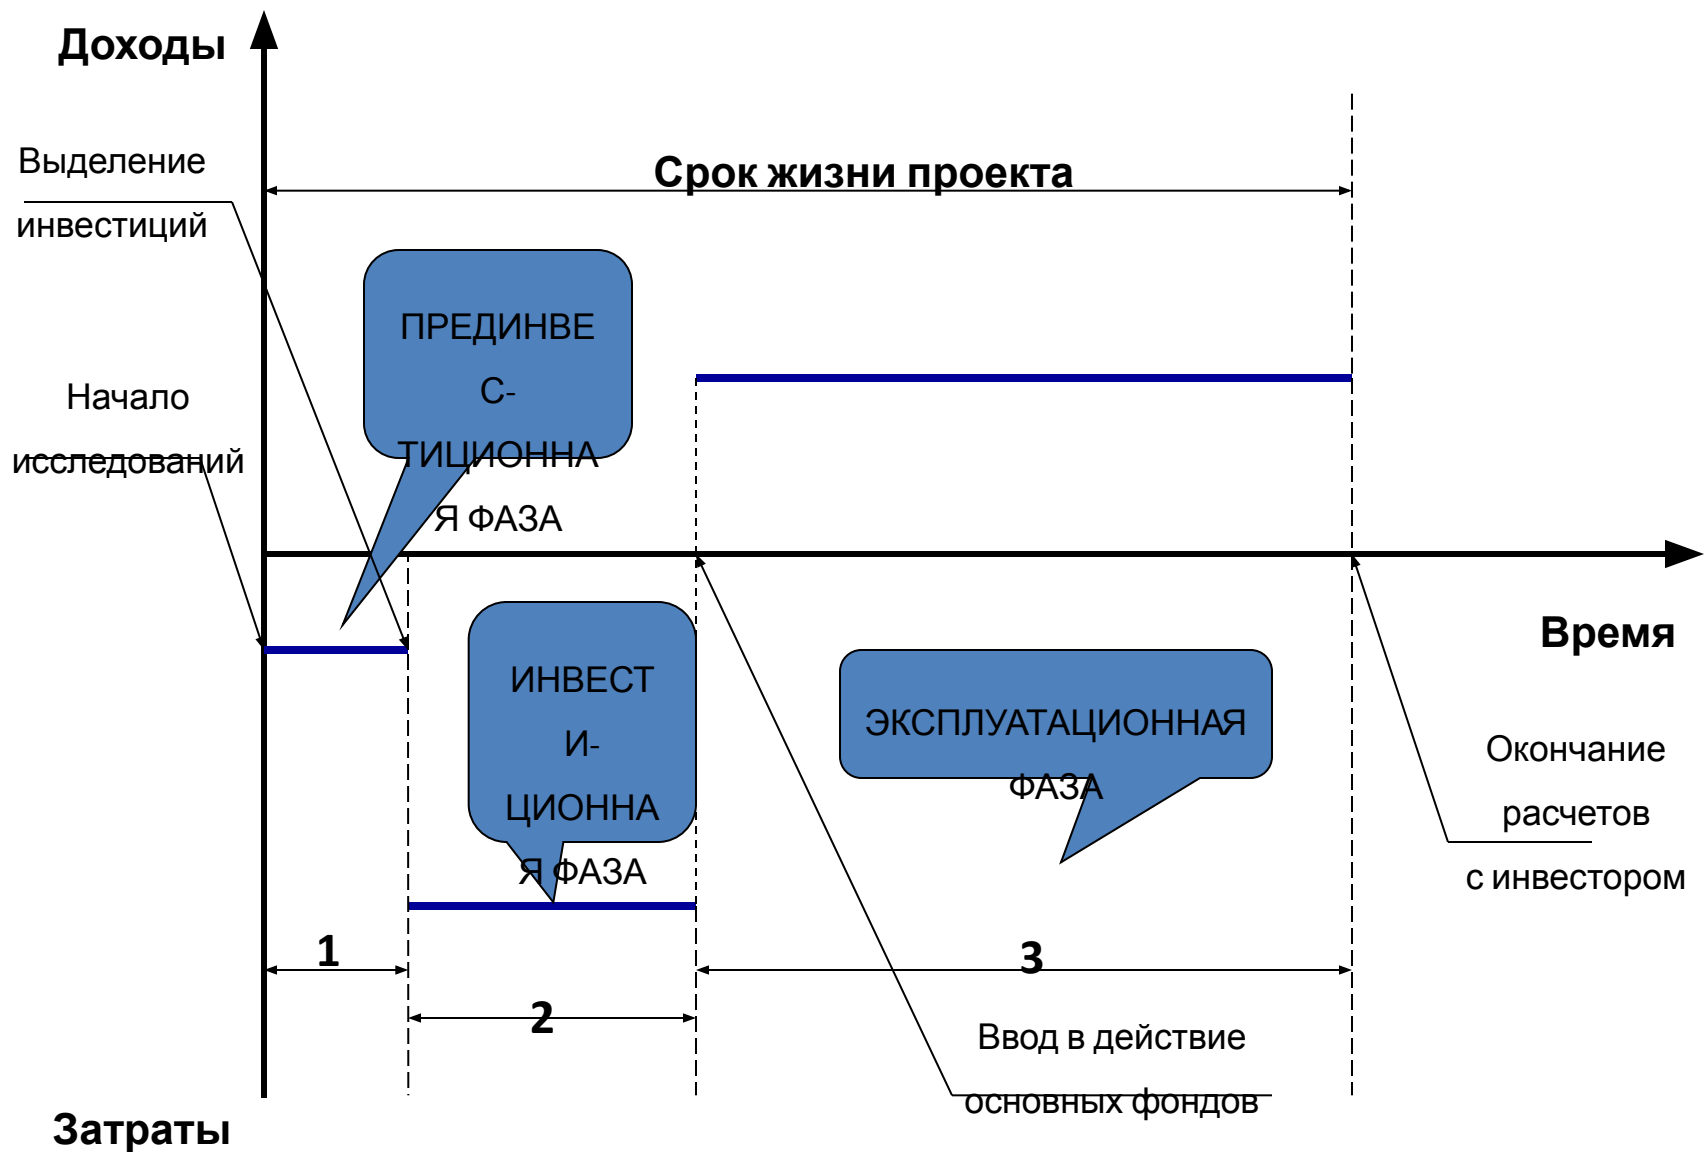 Доходы
Выделение
инвестиций
Срок жизни проекта
ПРЕДИНВЕ
С-
ТИЦИОННА
Я ФАЗА
Начало
исследований
Время
ИНВЕСТ
И-
ЦИОННА
Я ФАЗА
ЭКСПЛУАТАЦИОННАЯ
ФАЗА
Окончание
расчетов
с инвестором
1
2
3
Ввод в действие
основных фондов
Затраты